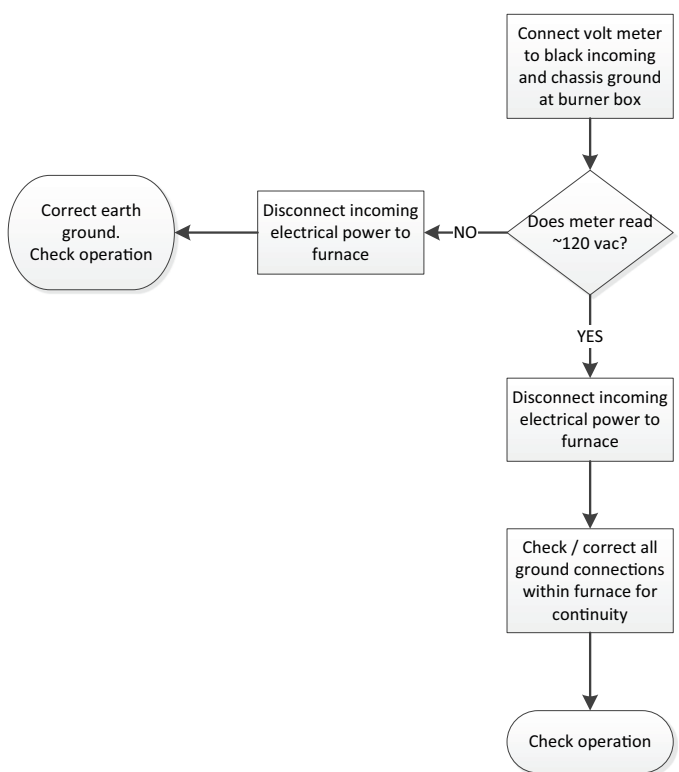 Connect volt meter
to black incoming
and chassis ground
at burner box
Does meter read
~120 vac?
NO
Disconnect incoming
electrical power to
furnace
Correct earth
ground.
Check operation
YES
Disconnect incoming
electrical power to
furnace
Check / correct all
ground connections
within furnace for
continuity
Check operation